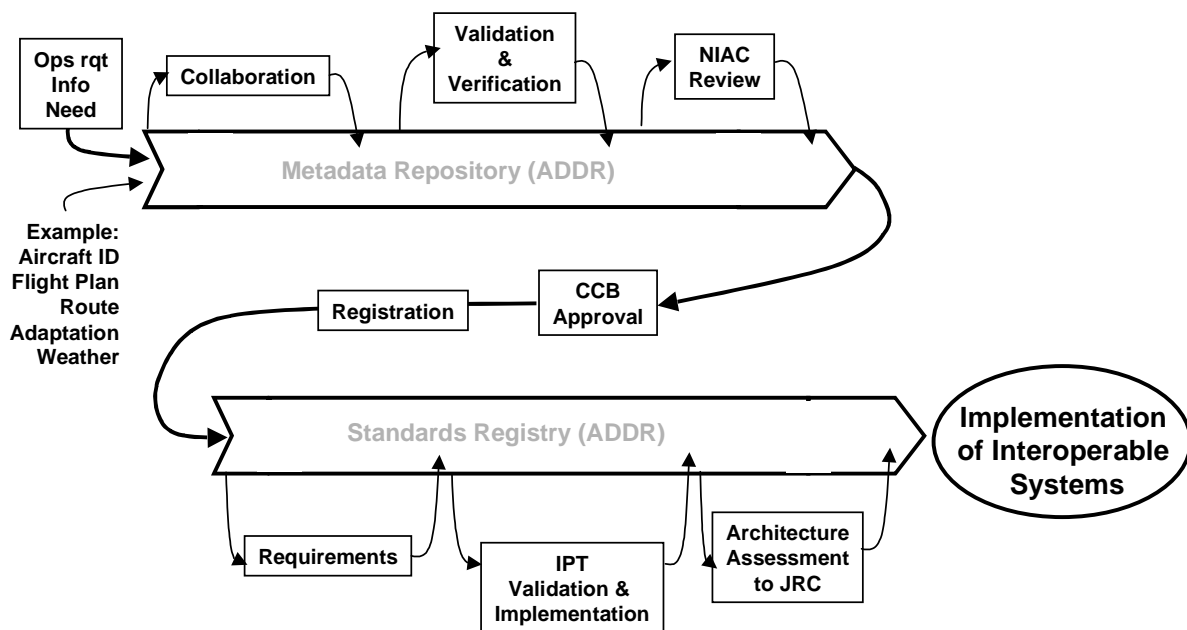 Ops rqt
Info
Need
Collaboration
Validation
&
Verification
NIAC
Review
Metadata Repository (ADDR)
Example:
Aircraft ID
Flight Plan
Route
Adaptation
Weather
Registration
CCB
Approval
Standards Registry (ADDR)
Implementation
of Interoperable
Systems
Requirements
IPT
Validation &
Implementation
Architecture
Assessment
to JRC